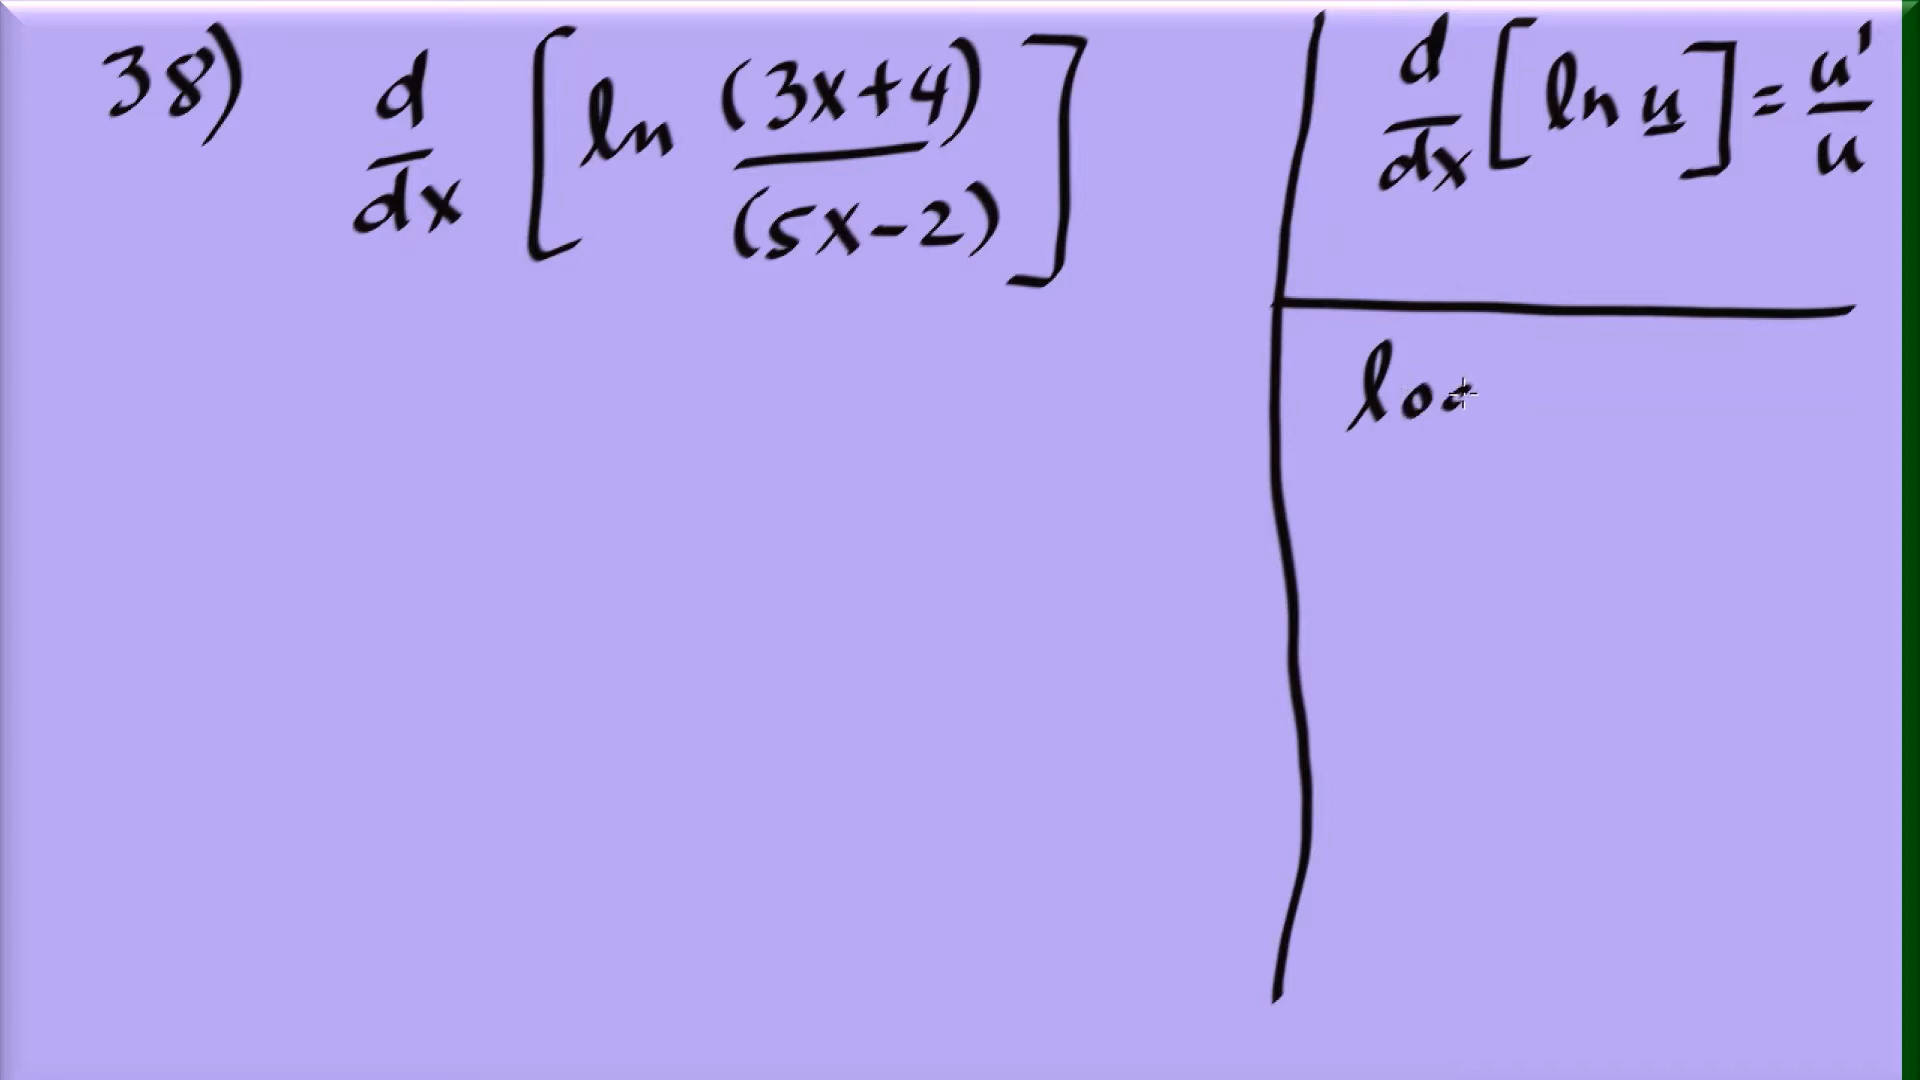 38) d/dx [ln (3x+4)/(5x-2)]
d/dx [ln u] = u'/u
lo